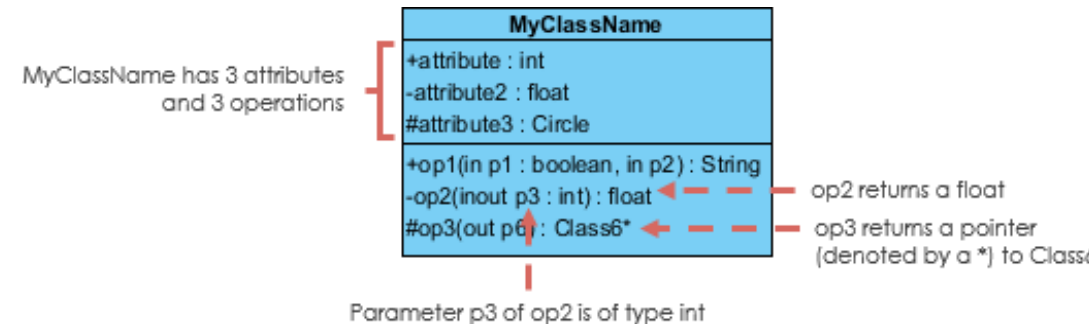 MyClassName
+attribute : int
-attribute2 : float
#attribute3 : Circle
+op1(in p1 : boolean, in p2) : String
-op2(inout p3 : int) : float
#op3(out p6) : Class6*
MyClassName has 3 attributes
and 3 operations
op2 returns a float
op3 returns a pointer
(denoted by a *) to Class6
Parameter p3 of op2 is of type int